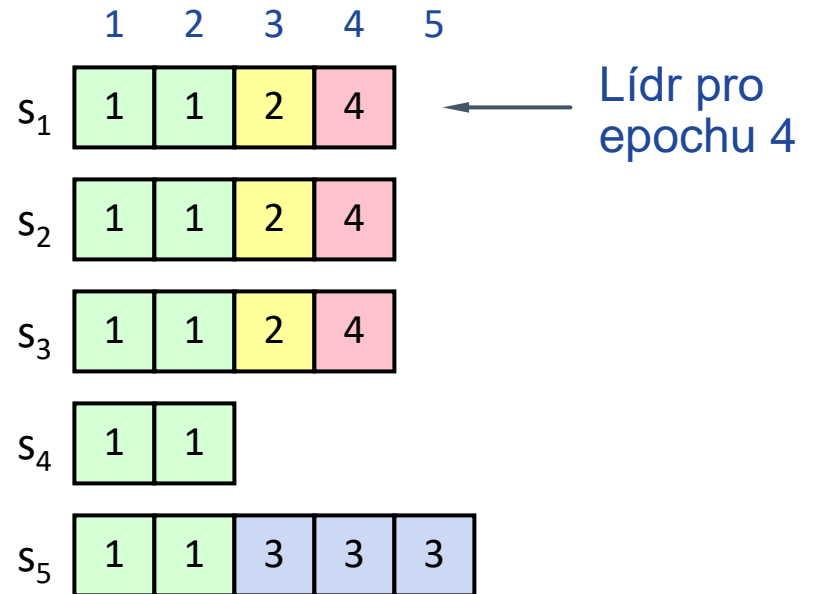 1 2 3 4 5
s1 1 1 2 4
Lídr pro
epochu 4
s2 1 1 2 4
s3 1 1 2 4
s4 1 1
s5 1 1 3 3 3